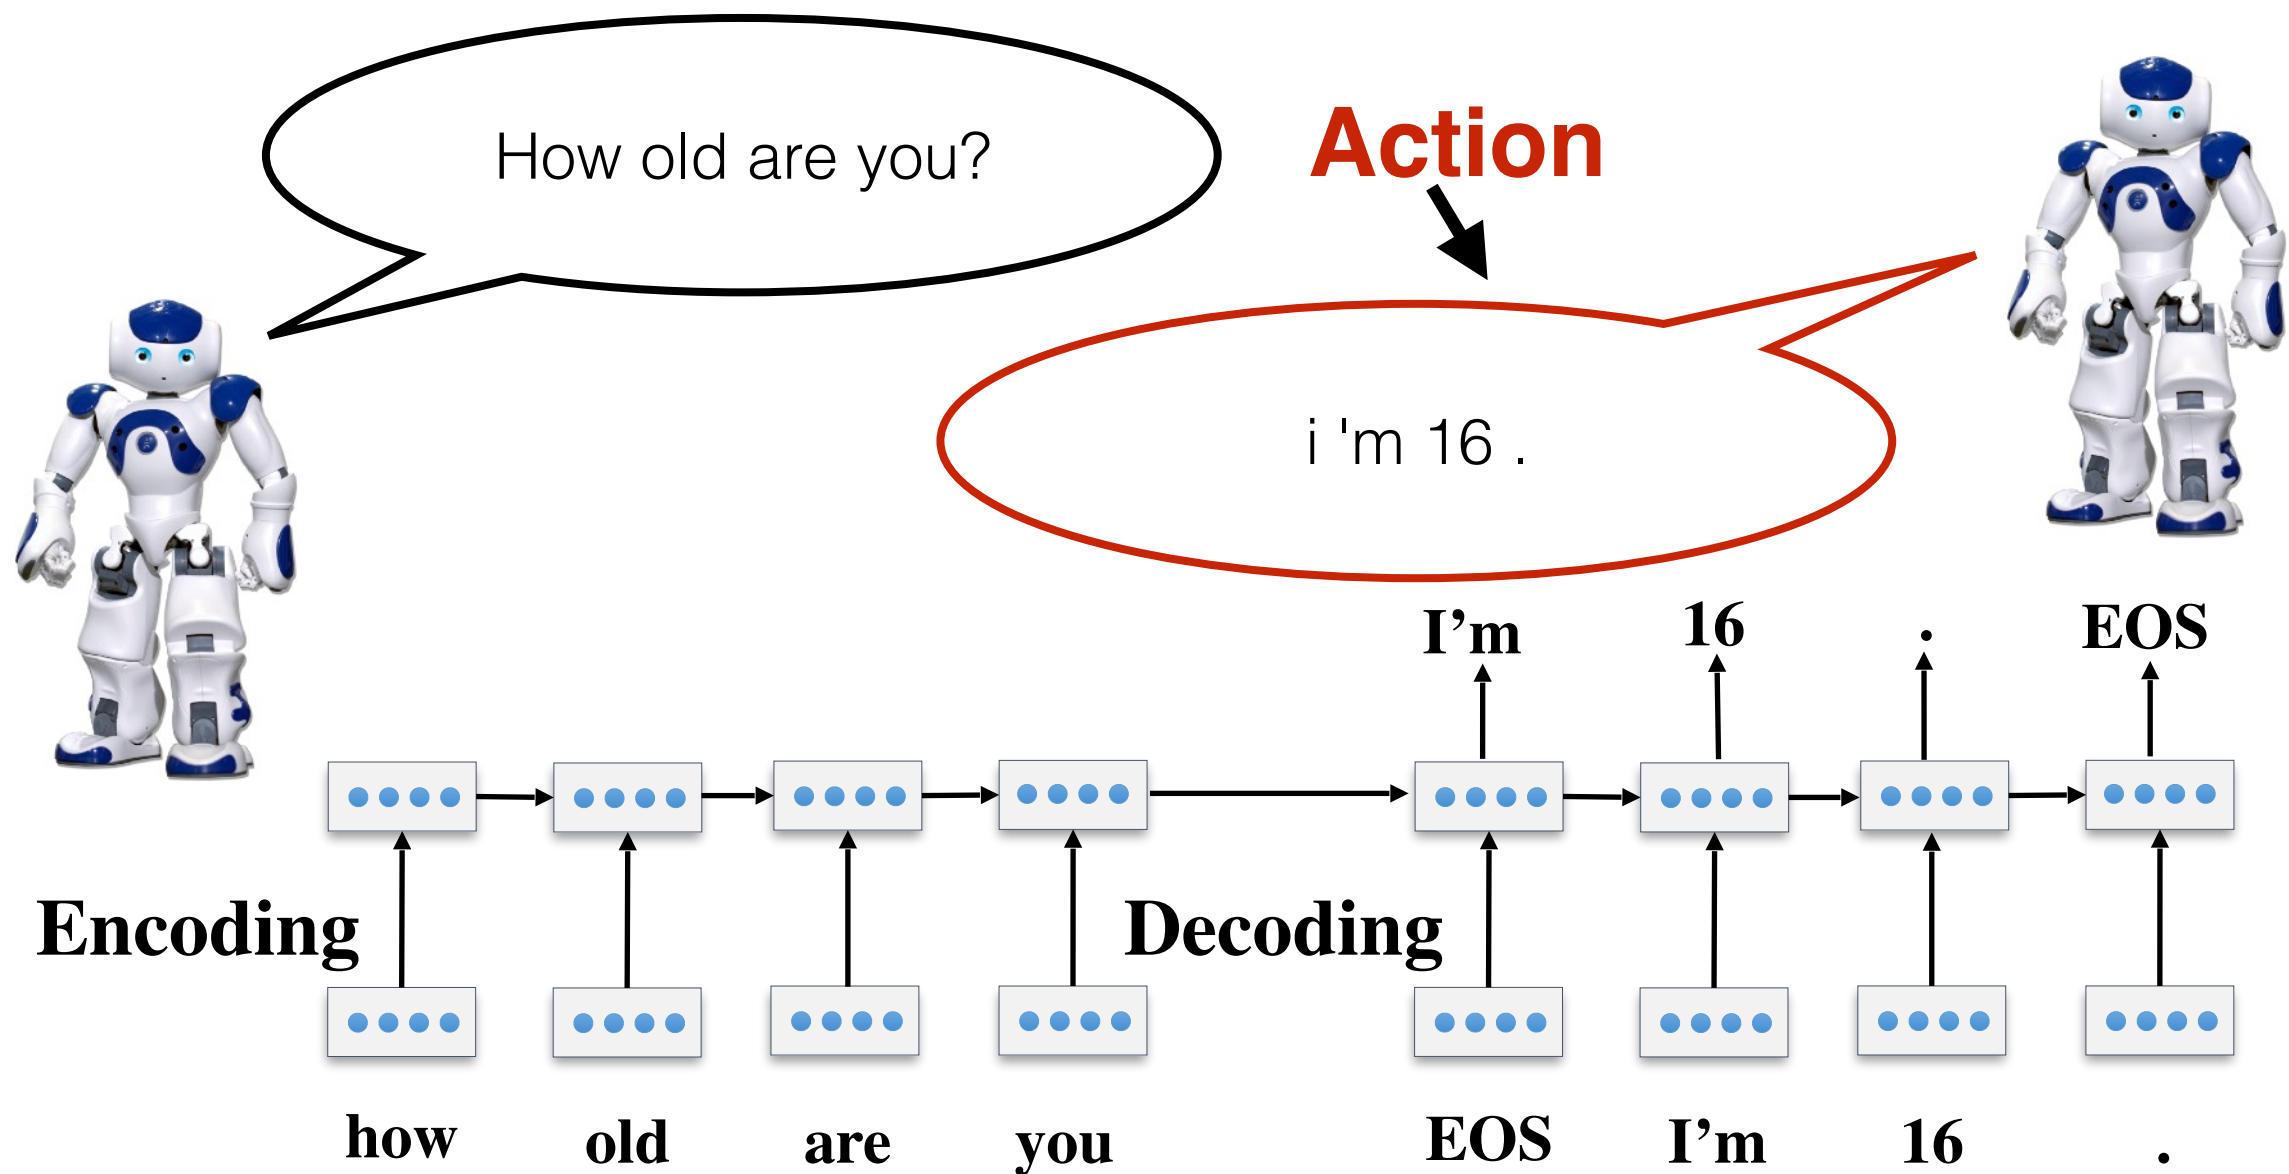 How old are you?
Action
i 'm 16 .
I’m 16 . EOS
Encoding
Decoding
how old are you EOS I’m 16 .